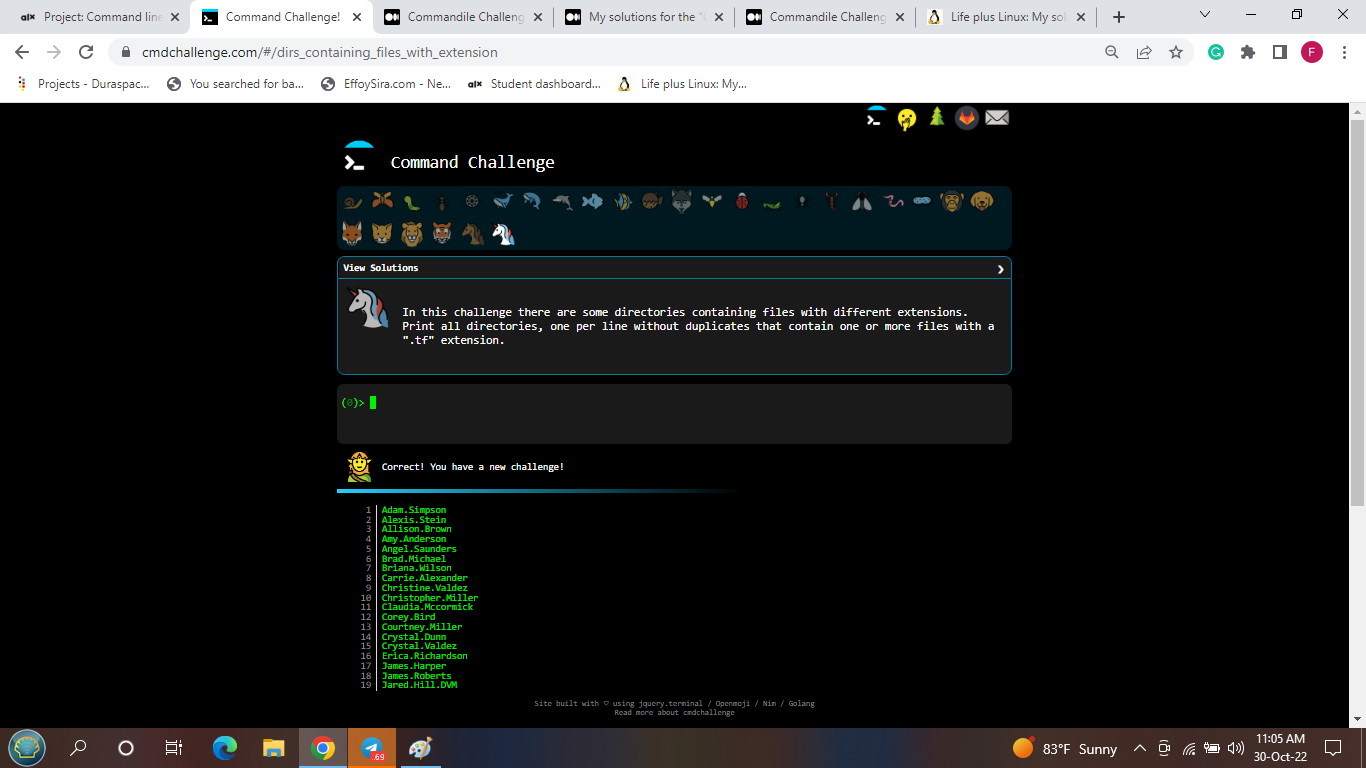 alx Project: Command line
Command Challenge!
Commandile Challeng
My solutions for the "
Commandile Challeng
Life plus Linux: My sol
cmdchallenge.com/#/dirs_containing_files_with_extension
F
Projects - Duraspac...
You searched for ba...
EffoySira.com - Ne...
alx Student dashboard...
Life plus Linux: My...
Command Challenge
View Solutions
In this challenge there are some directories containing files with different extensions.
Print all directories, one per line without duplicates that contain one or more files with a
".tf" extension.
(0)>
Correct! You have a new challenge!
1 Adam.Simpson
2 Alexis.Stein
3 Allison.Brown
4 Amy.Anderson
5 Angel.Saunders
6 Brad.Michael
7 Briana.Wilson
8 Carrie.Alexander
9 Christine.Valdez
10 Christopher.Miller
11 Claudia.Mccormick
12 Corey.Bird
13 Courtney.Miller
14 Crystal.Dunn
15 Crystal.Valdez
16 Erica.Richardson
17 James.Harper
18 James.Roberts
19 Jared.Hill.DVM
Site built with ♡ using jquery.terminal / Openmoji / Nim / Golang
Read more about cmdchallenge
.69
83°F Sunny
11:05 AM
30-Oct-22